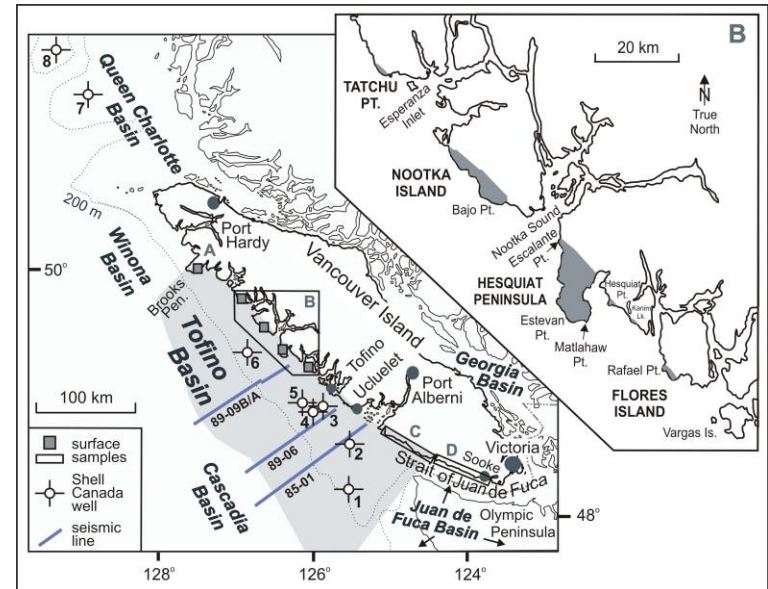 8
7
Queen Charlotte
Basin
200 m
Winona
Basin
Port
Hardy
Vancouver Island
50°
A
Brooks
Pen.
B
Tofino
Basin
6
100 km
89-09B/A
5
4
3
Tofino
Ucluelet
Port
Alberni
Georgia
Basin
89-06
2
85-01
1
Cascadia
Basin
C
D
Sooke
Victoria
Strait of Juan de Fuca
Juan de
Fuca Basin
Olympic
Peninsula
48°
surface
samples
Shell
Canada
well
seismic
line
128°
126°
124°
B
20 km
N
True
North
TATCHU
PT.
Esperanza
Inlet
NOOTKA
ISLAND
Bajo Pt.
Nootka Sound
Escalante
Pt.
HESQUIAT
PENINSULA
Hesquiat
Pt.
Kanim
Lk.
Estevan
Pt.
Matlahaw
Pt.
Rafael Pt.
FLORES
ISLAND
Vargas Is.